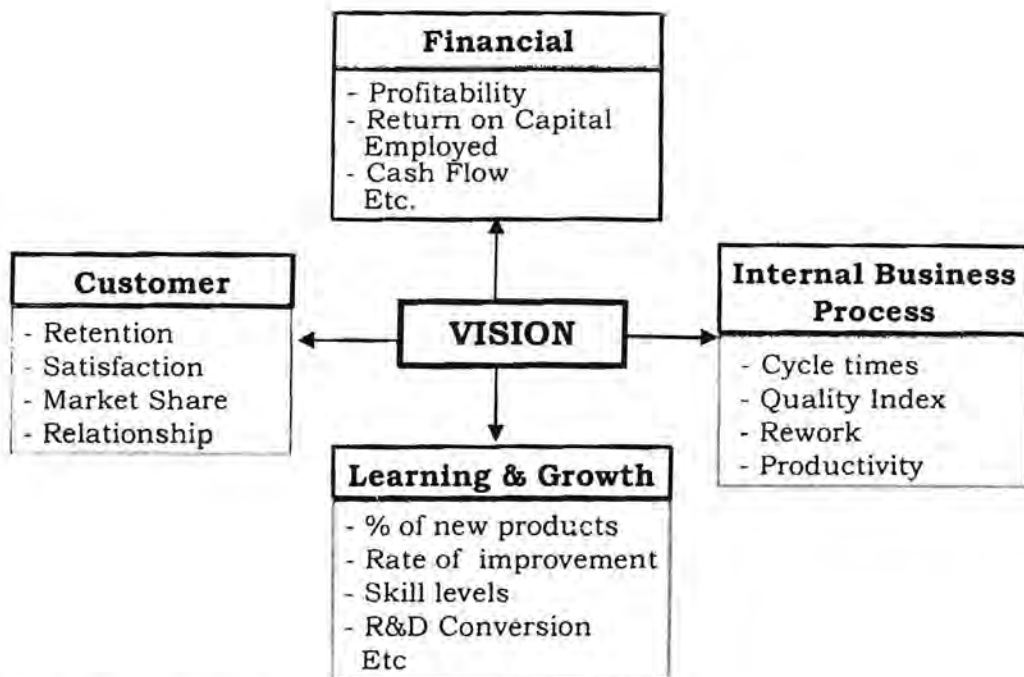 Financial
- Profitability
- Return on Capital
Employed
- Cash Flow
Etc.
Customer
- Retention
- Satisfaction
- Market Share
- Relationship
VISION
Internal Business
Process
- Cycle times
- Quality Index
- Rework
- Productivity
Learning & Growth
- % of new products
- Rate of improvement
- Skill levels
- R&D Conversion
Etc